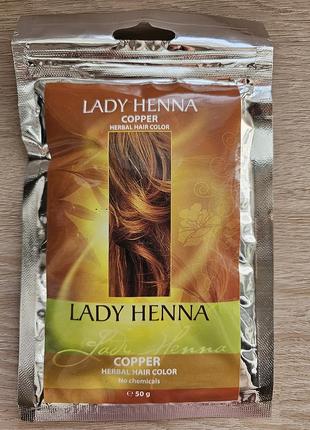 LADY HENNA
COPPER
HERBAL HAIR COLOR
LADY HENNA
Lady Henna
COPPER
HERBAL HAIR COLOR
No chemicals
℮ 50 g